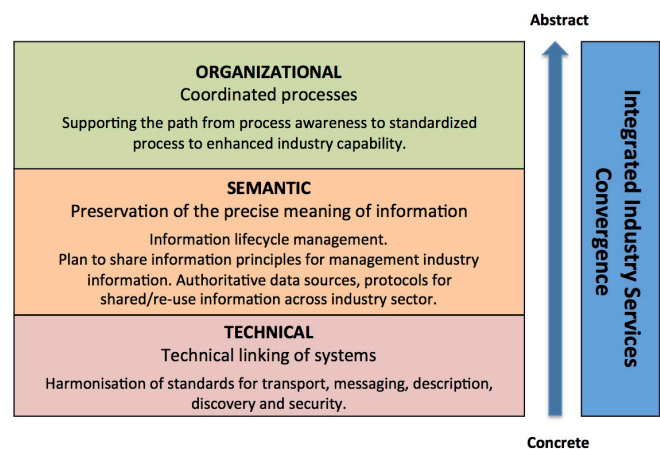 Abstract
ORGANIZATIONAL
Coordinated processes
Supporting the path from process awareness to standardized
process to enhanced industry capability.
SEMANTIC
Preservation of the precise meaning of information
Information lifecycle management.
Plan to share information principles for management industry
information. Authoritative data sources, protocols for
shared/re-use information across industry sector.
TECHNICAL
Technical linking of systems
Harmonisation of standards for transport, messaging, description,
discovery and security.
Integrated Industry Services
Convergence
Concrete